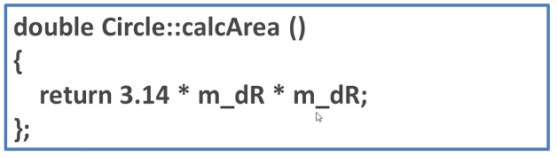 double Circle::calcArea ()
{
return 3.14 * m_dR * m_dR;
};